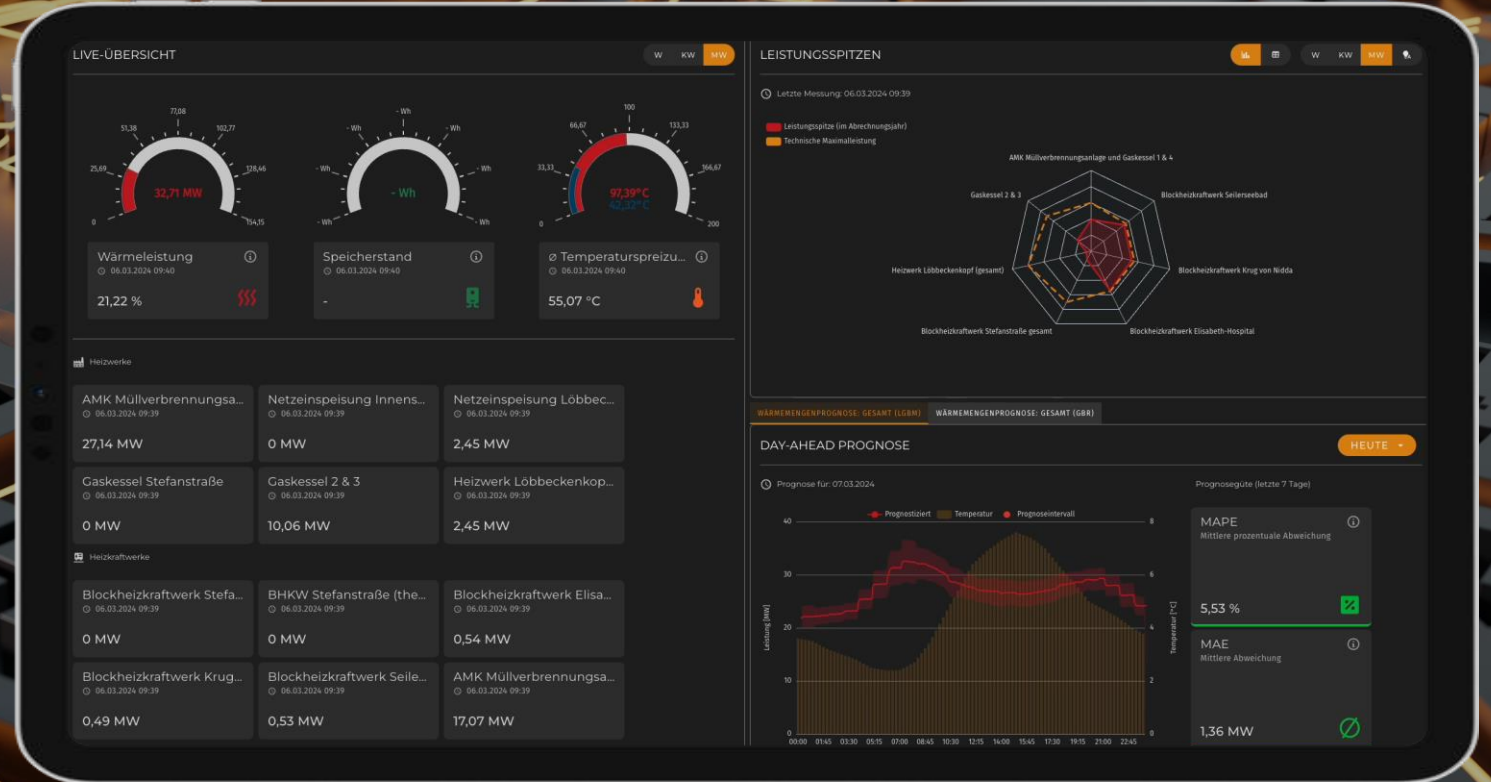 LIVE-ÜBERSICHT
W KW MW
77,08
51,38 102,77
25,69 128,46
32,71 MW
0 154,15
- Wh
- Wh - Wh
- Wh - Wh
- Wh
- Wh - Wh
100
66,67 133,33
33,33 166,67
97,39°C
42,32°C
0 200
Wärmeleistung
06.03.2024 09:40
21,22 %
Speicherstand
06.03.2024 09:40
-
⌀ Temperaturspreizu...
06.03.2024 09:40
55,07 °C
Heizwerke
AMK Müllverbrennungsa...
06.03.2024 09:39
27,14 MW
Netzeinspeisung Innens...
06.03.2024 09:39
0 MW
Netzeinspeisung Löbbec...
06.03.2024 09:39
2,45 MW
Gaskessel Stefanstraße
06.03.2024 09:39
0 MW
Gaskessel 2 & 3
06.03.2024 09:39
10,06 MW
Heizwerk Löbbeckenkop...
06.03.2024 09:39
2,45 MW
Heizkraftwerke
Blockheizkraftwerk Stefa...
06.03.2024 09:39
0 MW
BHKW Stefanstraße (the...
06.03.2024 09:39
0 MW
Blockheizkraftwerk Elisa...
06.03.2024 09:39
0,54 MW
Blockheizkraftwerk Krug...
06.03.2024 09:39
0,49 MW
Blockheizkraftwerk Seile...
06.03.2024 09:39
0,53 MW
AMK Müllverbrennungsa...
06.03.2024 09:39
17,07 MW
LEISTUNGSSPITZEN
W KW MW
Letzte Messung: 06.03.2024 09:39
Leistungsspitze (im Abrechnungsjahr)
Technische Maximalleistung
AMK Müllverbrennungsanlage und Gaskessel 1 & 4
Gaskessel 2 & 3
Blockheizkraftwerk Seilerseebad
Heizwerk Löbbeckenkopf (gesamt)
Blockheizkraftwerk Krug von Nidda
Blockheizkraftwerk Stefanstraße gesamt
Blockheizkraftwerk Elisabeth-Hospital
WÄRMEMENGENPROGNOSE: GESAMT (LGBM)
WÄRMEMENGENPROGNOSE: GESAMT (GBR)
DAY-AHEAD PROGNOSE
HEUTE
Prognose für: 07.03.2024
Prognosegüte (letzte 7 Tage)
Prognostiziert Temperatur Prognoseintervall
Leistung [MW]
40
30
20
10
0
Temperatur [°C]
8
6
4
2
0
00:00 01:45 03:30 05:15 07:00 08:45 10:30 12:15 14:00 15:45 17:30 19:15 21:00 22:45
MAPE
Mittlere prozentuale Abweichung
5,53 %
MAE
Mittlere Abweichung
1,36 MW